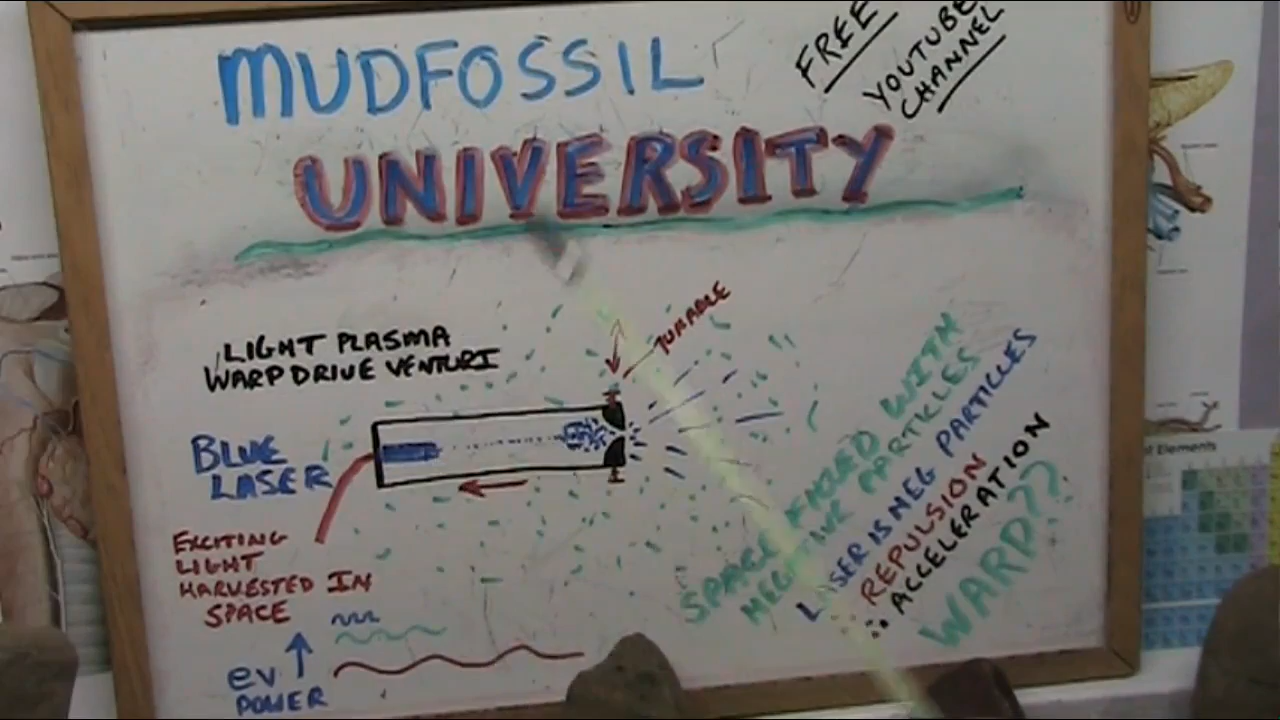 MUDFOSSIL
UNIVERSITY
FREE
YOUTUBE
CHANNEL
LIGHT PLASMA
WARP DRIVE VENTURI
TUNABLE
BLUE
LASER
EXCITING
LIGHT
HARVESTED IN
SPACE
ev
POWER
SPACE FILLED WITH
NEGATIVE PARTICLES
LASER IS NEG PARTICLES
∴ REPULSION
∴ ACCELERATION
WARP??
Elements